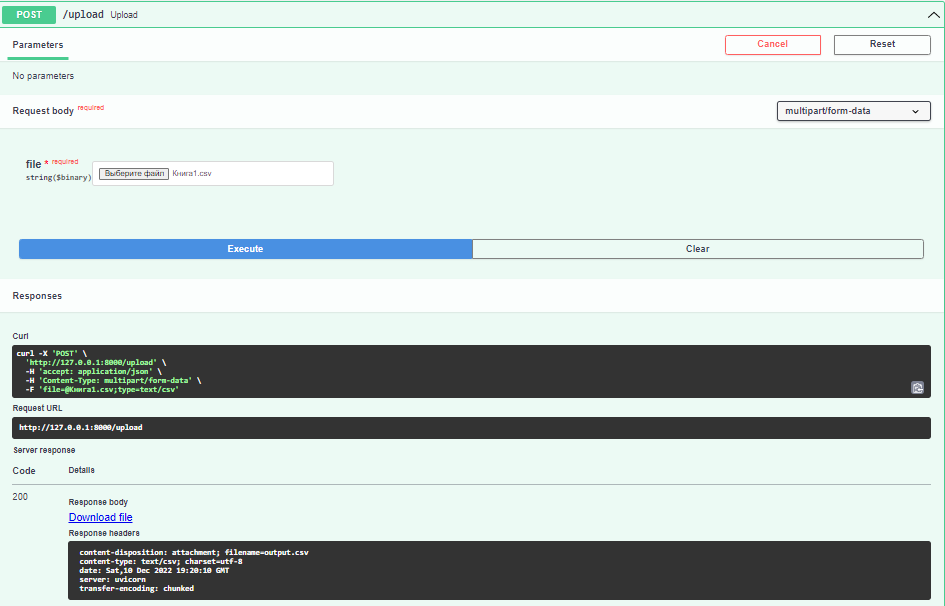 POST /upload Upload
Parameters Cancel Reset
No parameters
Request body required multipart/form-data
file * required
string($binary) Выберите файл Книга1.csv
Execute Clear
Responses
Curl
curl -X 'POST' \
'http://127.0.0.1:8000/upload' \
-H 'accept: application/json' \
-H 'Content-Type: multipart/form-data' \
-F 'file=@Книга1.csv;type=text/csv'
Request URL
http://127.0.0.1:8000/upload
Server response
Code Details
200
Response body
Download file
Response headers
content-disposition: attachment; filename=output.csv
content-type: text/csv; charset=utf-8
date: Sat,10 Dec 2022 19:20:10 GMT
server: uvicorn
transfer-encoding: chunked